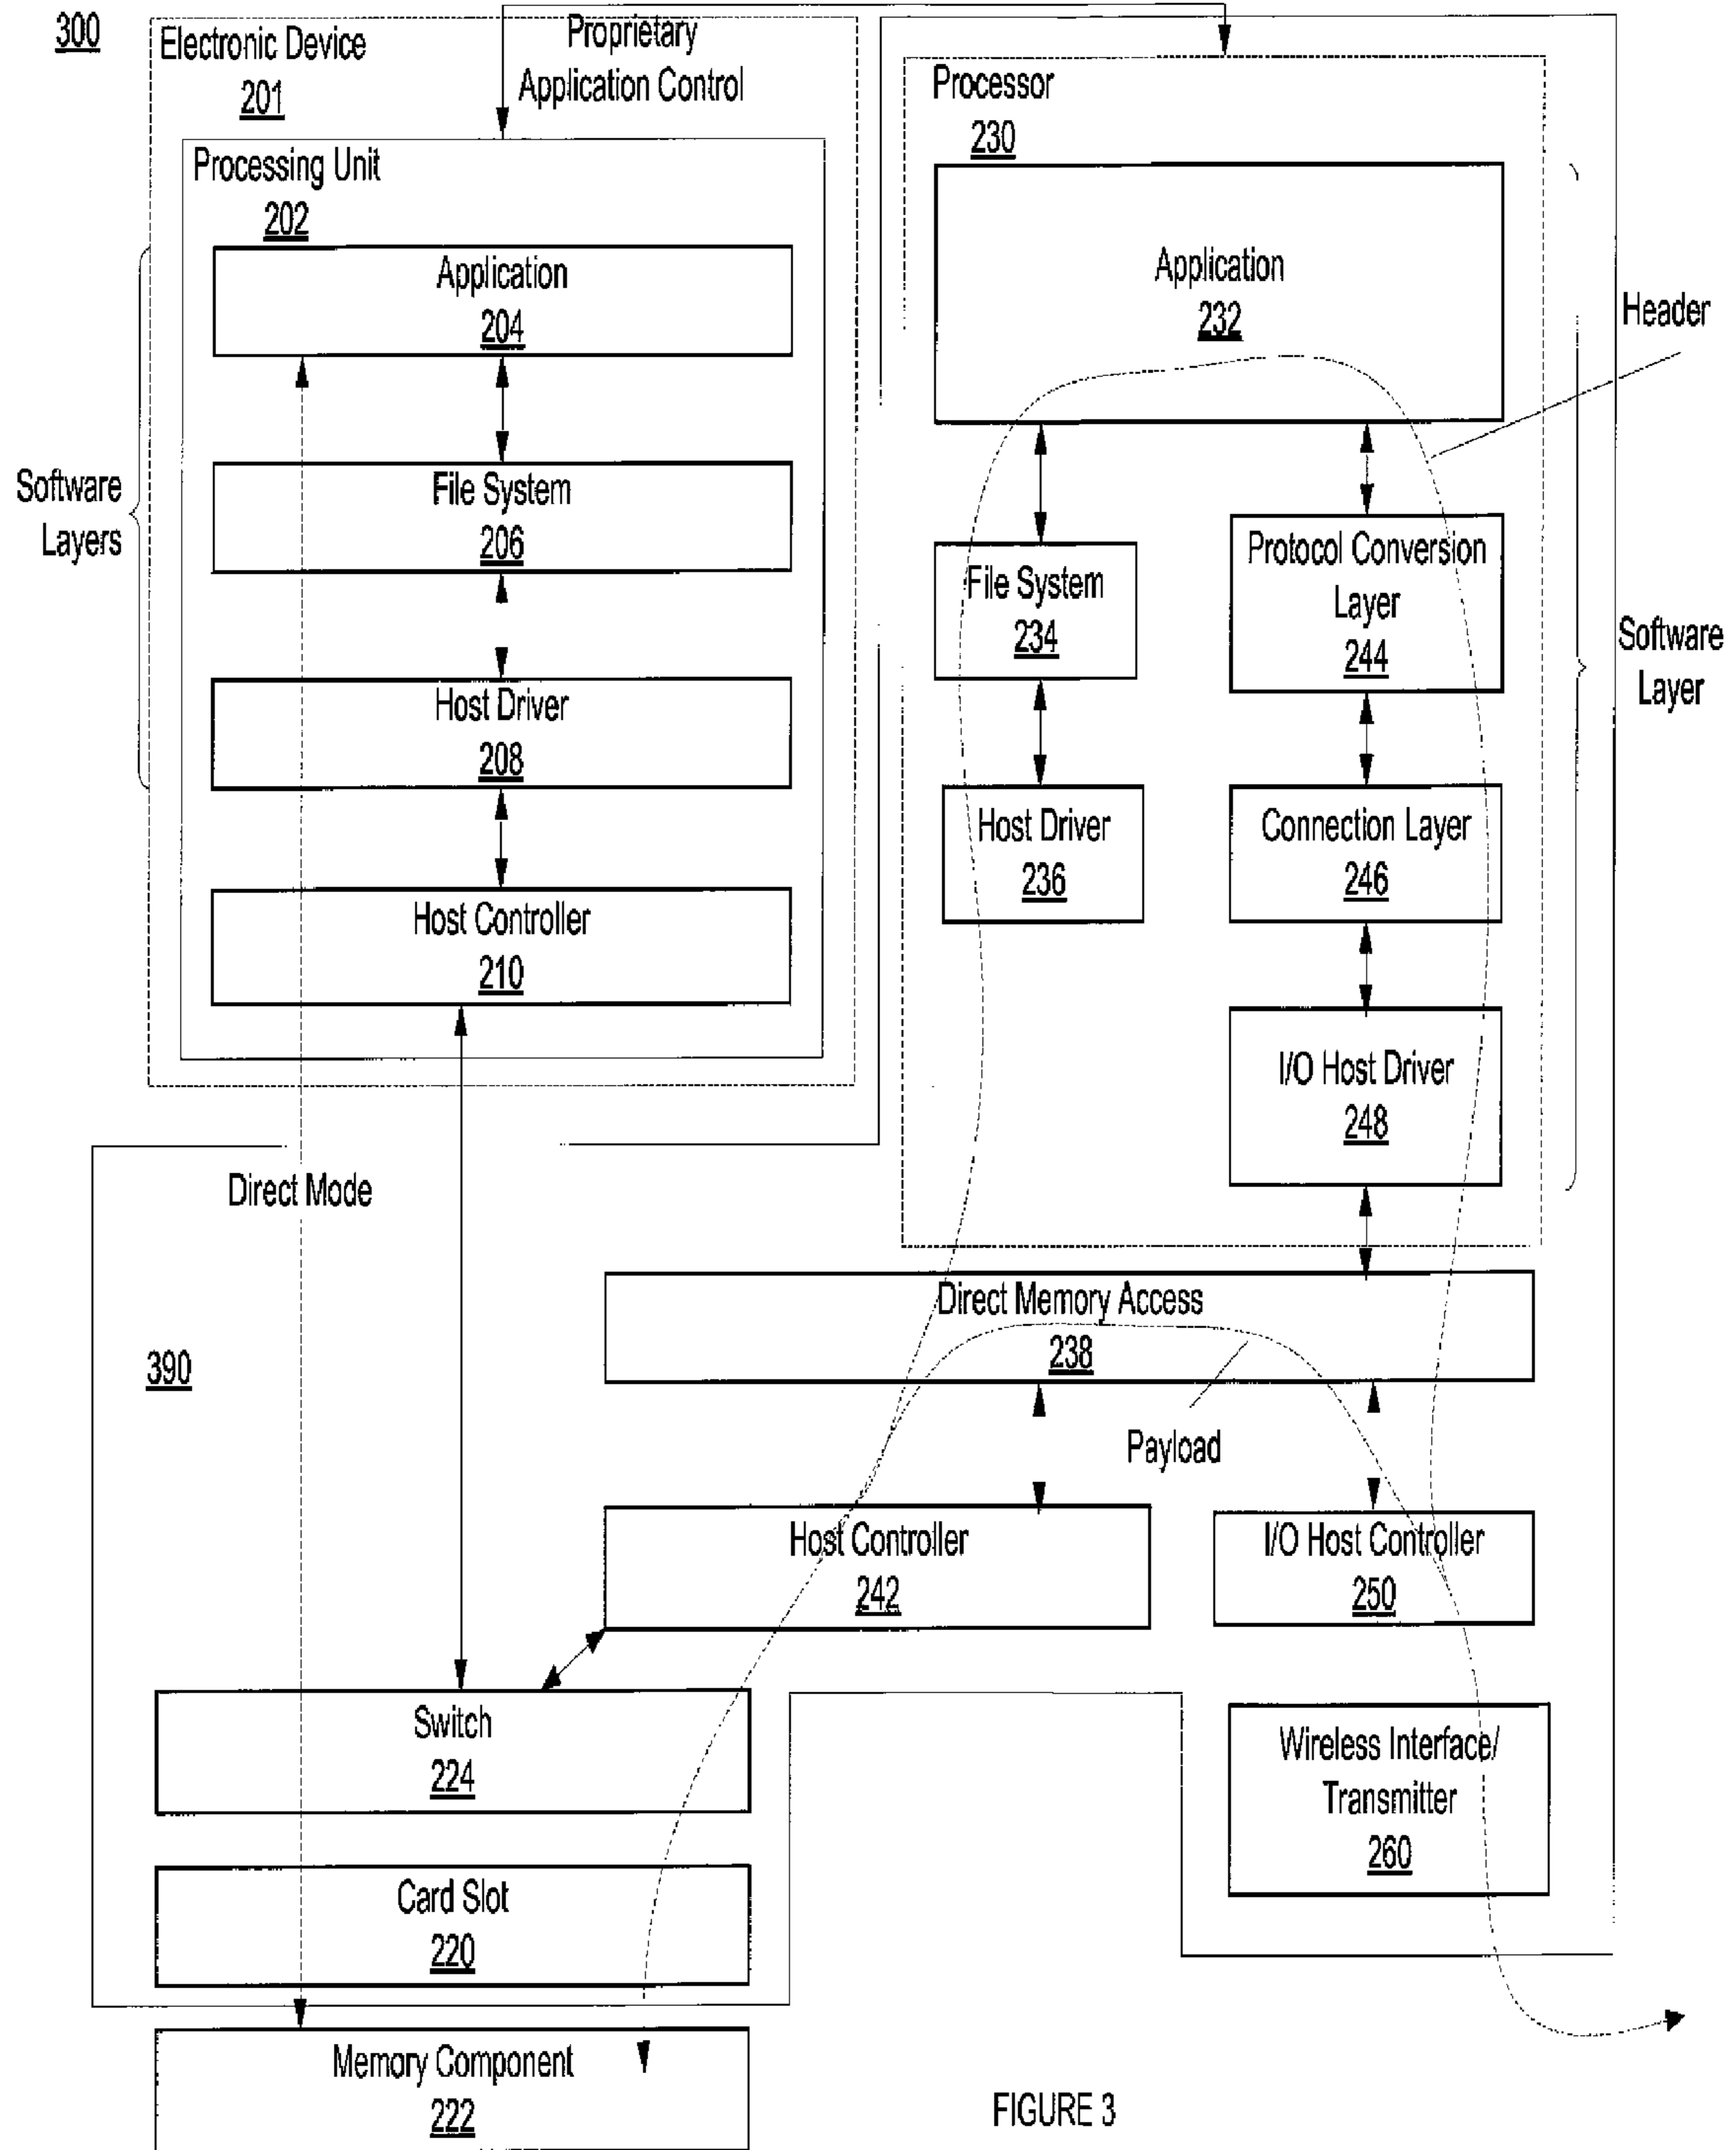 300
Electronic Device
201
Proprietary
Application Control
Processing Unit
202
Application
204
File System
206
Host Driver
208
Host Controller
210
Software
Layers
Processor
230
Application
232
Header
File System
234
Protocol Conversion
Layer
244
Software
Layer
Host Driver
236
Connection Layer
246
I/O Host Driver
248
Direct Mode
Direct Memory Access
238
390
Payload
Host Controller
242
I/O Host Controller
250
Switch
224
Wireless Interface/
Transmitter
260
Card Slot
220
Memory Component
222
FIGURE 3